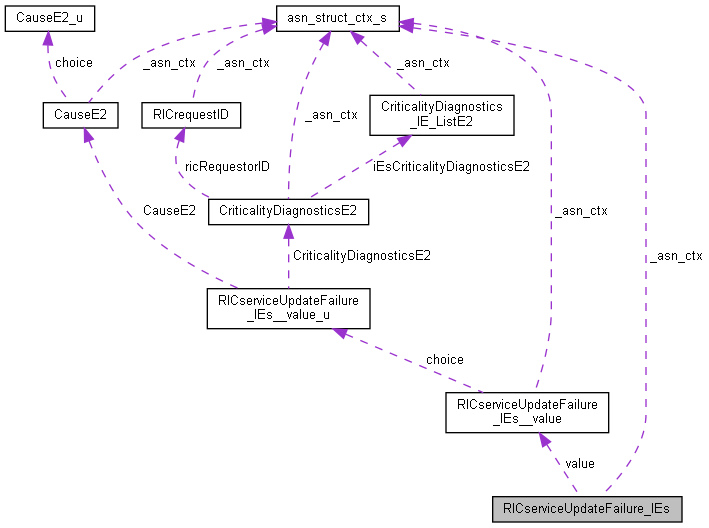 CauseE2_u
asn_struct_ctx_s
choice
_asn_ctx
_asn_ctx
_asn_ctx
CauseE2
RICrequestID
_asn_ctx
CriticalityDiagnostics
_IE_ListE2
ricRequestorID
iEsCriticalityDiagnosticsE2
CauseE2
CriticalityDiagnosticsE2
_asn_ctx
CriticalityDiagnosticsE2
_asn_ctx
RICserviceUpdateFailure
_IEs__value_u
choice
RICserviceUpdateFailure
_IEs__value
value
RICserviceUpdateFailure_IEs